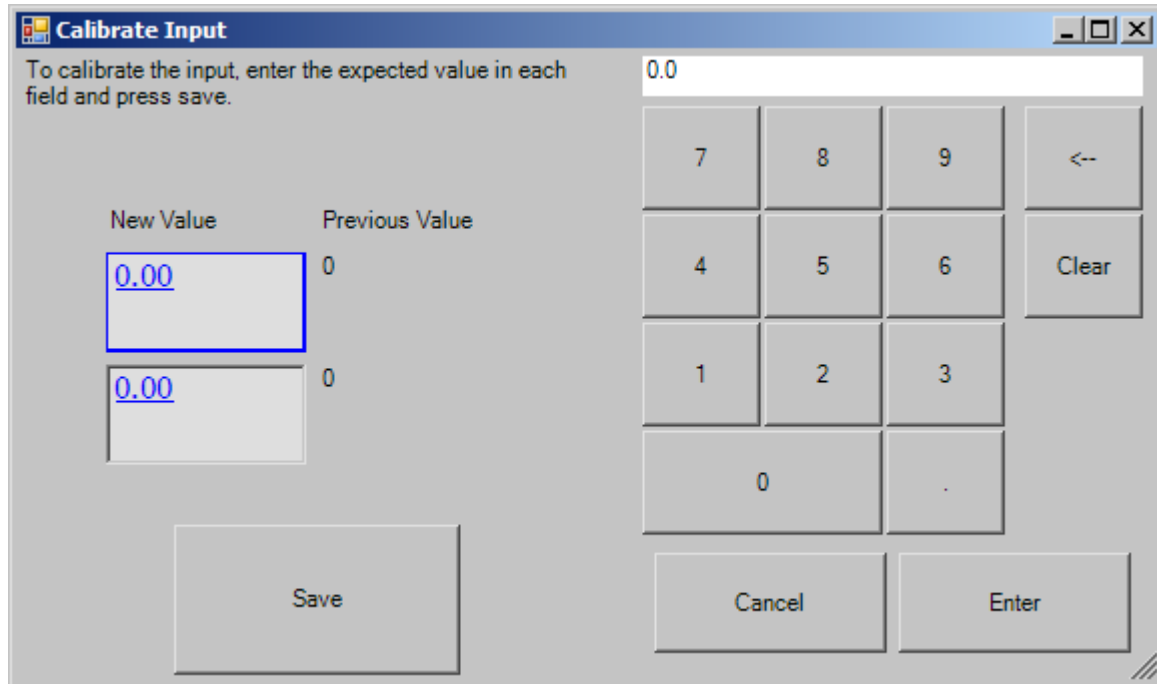 Calibrate Input
To calibrate the input, enter the expected value in each
field and press save.
New Value Previous Value
0.00 0
0.00 0
Save
0.0
7 8 9 <--
4 5 6 Clear
1 2 3
0 .
Cancel Enter